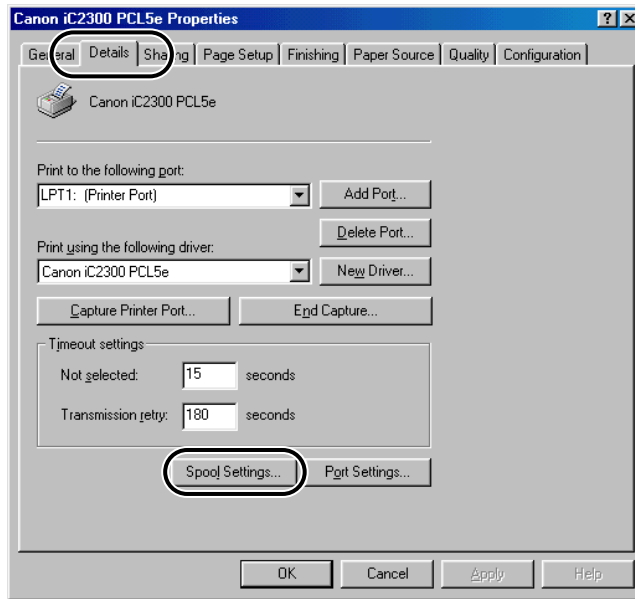 Canon iC2300 PCL5e Properties
General Details Sharing Page Setup Finishing Paper Source Quality Configuration
Canon iC2300 PCL5e
Print to the following port:
LPT1: (Printer Port) Add Port...
Delete Port...
Print using the following driver:
Canon iC2300 PCL5e New Driver...
Capture Printer Port... End Capture...
Timeout settings
Not selected: 15 seconds
Transmission retry: 180 seconds
Spool Settings... Port Settings...
OK Cancel Apply Help